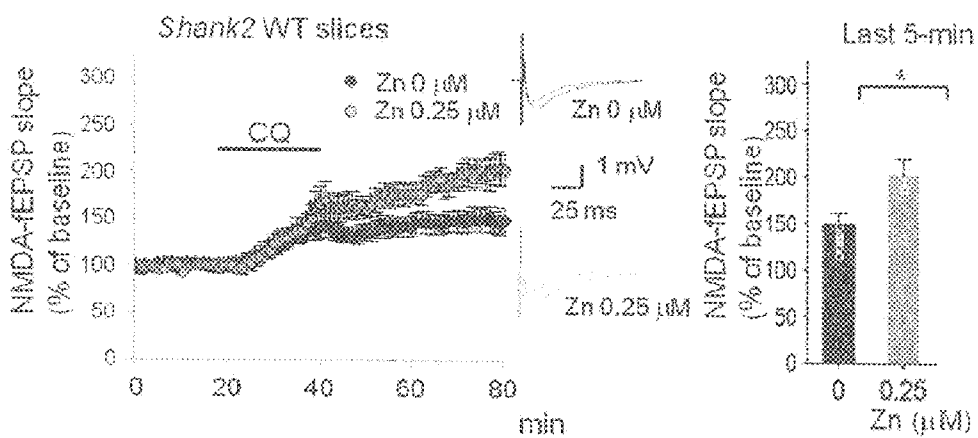 Shank2 WT slices
NMDA-fEPSP slope
(% of baseline)
300
250
200
150
100
50
0
Zn 0 μM
Zn 0.25 μM
CQ
0
20
40
60
80
min
Zn 0 μM
1 mV
25 ms
Zn 0.25 μM
Last 5-min
NMDA-fEPSP slope
(% of baseline)
300
250
200
150
100
50
0
*
0
0.25
Zn (μM)